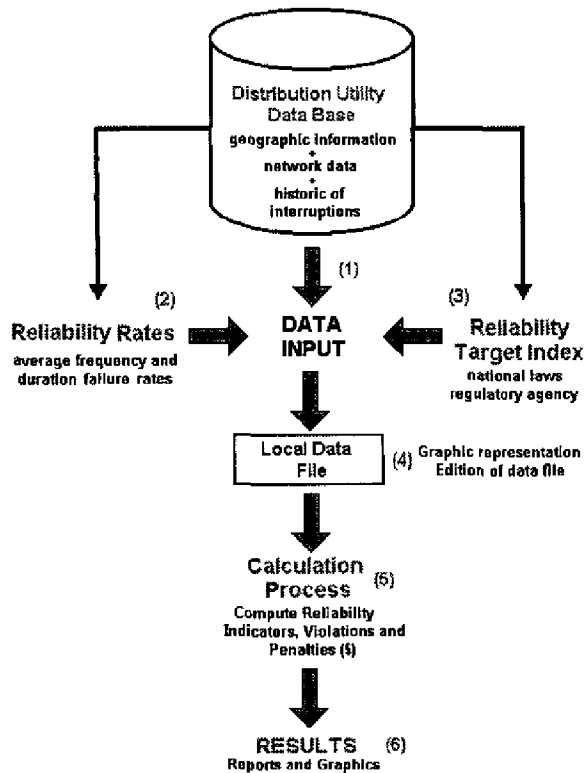 Distribution Utility
Data Base
geographic information
+
network data
+
historic of
interruptions
(1)
(2)
(3)
Reliability Rates
average frequency and
duration failure rates
DATA
INPUT
Reliability
Target Index
national laws
regulatory agency
Local Data
File
(4)
Graphic representation
Edition of data file
Calculation
Process
(5)
Compute Reliability
Indicators, Violations and
Penalties ($)
RESULTS
(6)
Reports and Graphics